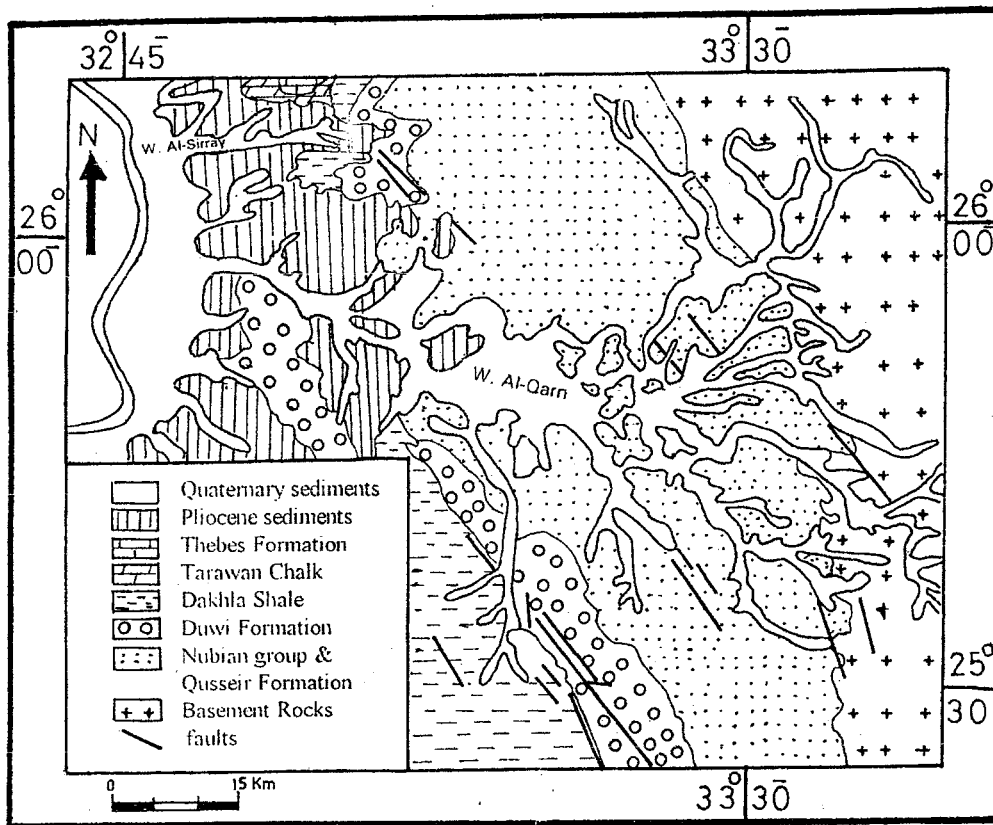 32° 45̄
33° 30̄
N
W. Al-Sirray
26°
00̄
26°
00̄
W. Al-Qarn
Quaternary sediments
Pliocene sediments
Thebes Formation
Tarawan Chalk
Dakhla Shale
Duwi Formation
Nubian group &
Qusseir Formation
Basement Rocks
faults
25°
30
0 15 Km
33° 30̄